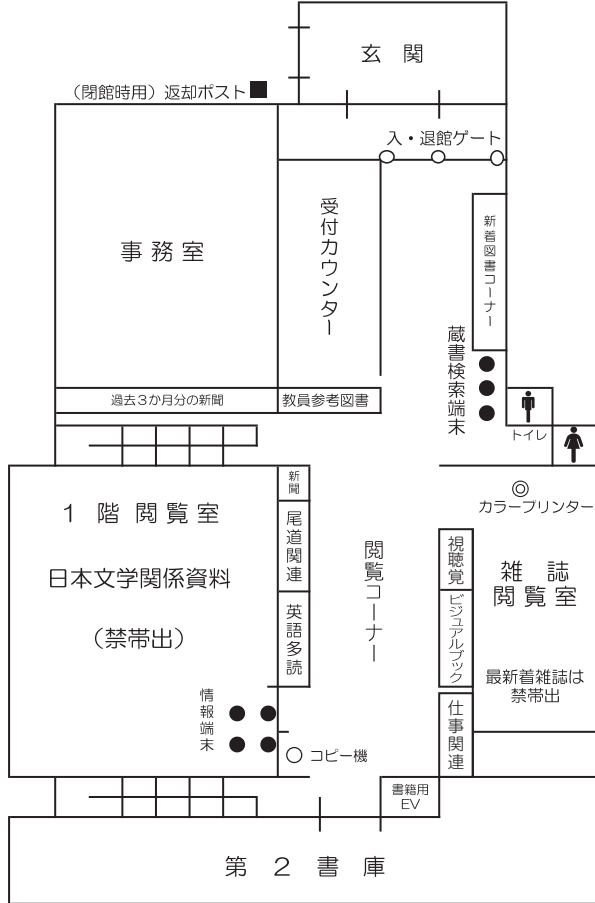 玄関
（閉館時用）返却ポスト
入・退館ゲート
事務室
受付カウンター
新着図書コーナー
蔵書検索端末
過去3か月分の新聞
教員参考図書
トイレ
新聞
1階閲覧室
カラープリンター
尾道関連
閲覧コーナー
視聴覚
雑誌
閲覧室
日本文学関係資料
（禁帯出）
英語多読
ビジュアルブック
最新着雑誌は
禁帯出
情報端末
仕事関連
コピー機
書籍用
EV
第2書庫